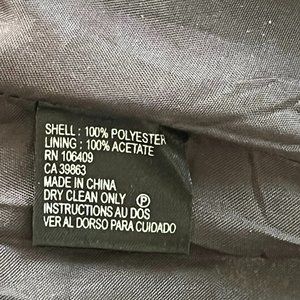 SHELL : 100% POLYESTER
LINING : 100% ACETATE
RN 106409
CA 39863
MADE IN CHINA
DRY CLEAN ONLY Ⓟ
INSTRUCTIONS AU DOS
VER AL DORSO PARA CUIDADO